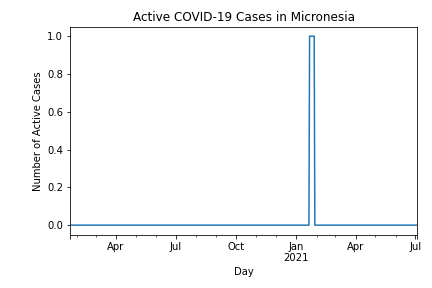 Active COVID-19 Cases in Micronesia
Number of Active Cases
1.0
0.8
0.6
0.4
0.2
0.0
Apr Jul Oct Jan Apr Jul
2021
Day